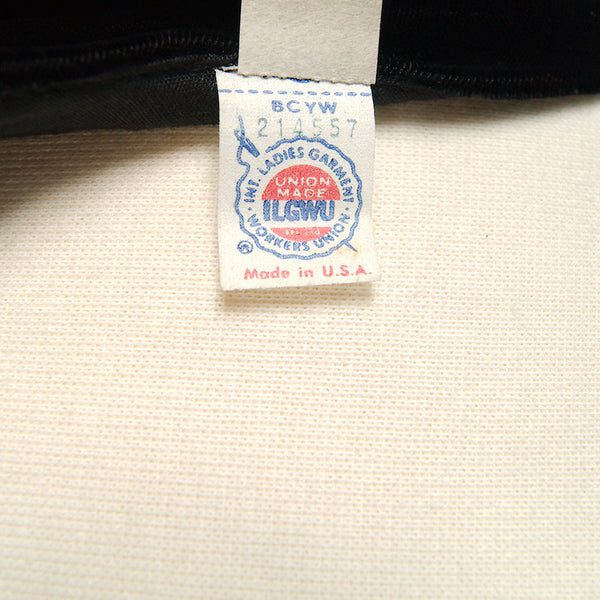 BCYW
214557
INT. LADIES GARMENT
UNION
MADE
ILGWU
WORKERS UNION
®
Made in U.S.A.